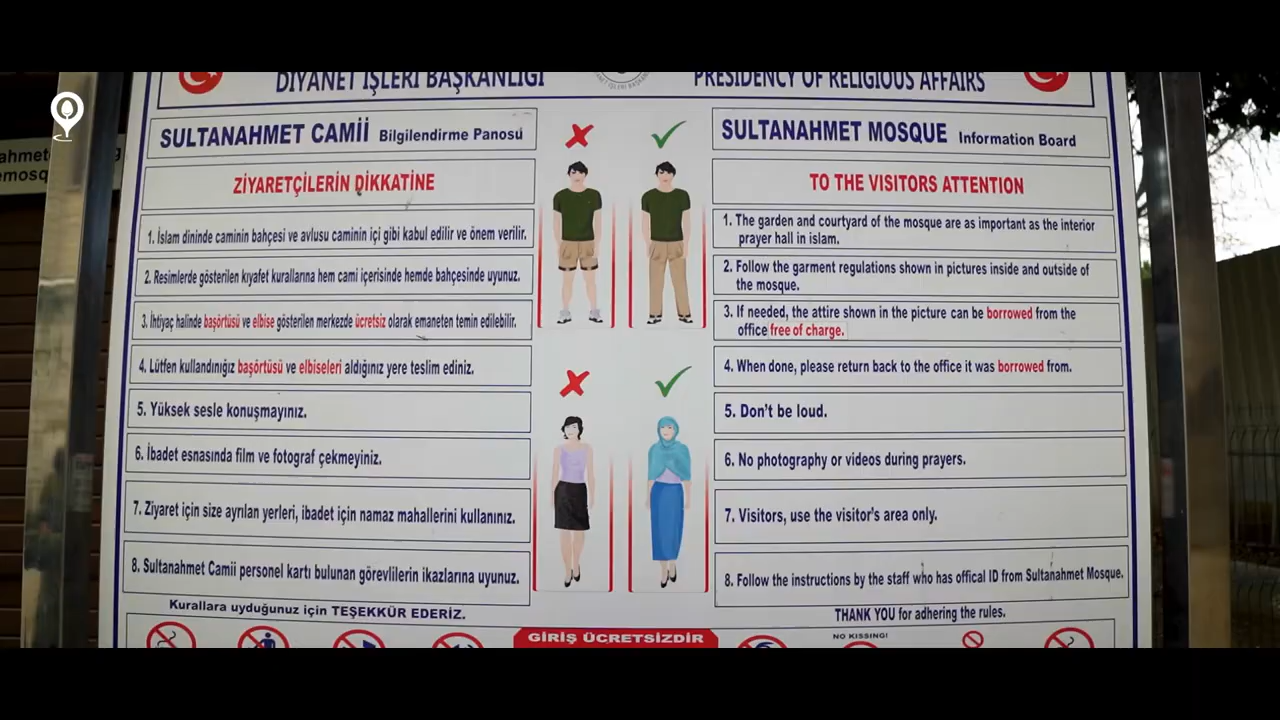 DİYANET İŞLERİ BAŞKANLIĞI
PRESIDENCY OF RELIGIOUS AFFAIRS
SULTANAHMET CAMİİ Bilgilendirme Panosu
ZİYARETÇİLERİN DİKKATİNE
1. İslam dininde caminin bahçesi ve avlusu caminin içi gibi kabul edilir ve önem verilir.
2. Resimlerde gösterilen kıyafet kurallarına hem cami içerisinde hemde bahçesinde uyunuz.
3. İhtiyaç halinde başörtüsü ve elbise gösterilen merkezde ücretsiz olarak emaneten temin edilebilir.
4. Lütfen kullandınığız başörtüsü ve elbiseleri aldığınız yere teslim ediniz.
5. Yüksek sesle konuşmayınız.
6. İbadet esnasında film ve fotograf çekmeyiniz.
7. Ziyaret için size ayrılan yerleri, ibadet için namaz mahallerini kullanınız.
8. Sultanahmet Camii personel kartı bulunan görevlilerin ikazlarına uyunuz.
Kurallara uyduğunuz için TEŞEKKÜR EDERİZ.
SULTANAHMET MOSQUE Information Board
TO THE VISITORS ATTENTION
1. The garden and courtyard of the mosque are as important as the interior
prayer hall in islam.
2. Follow the garment regulations shown in pictures inside and outside of
the mosque.
3. If needed, the attire shown in the picture can be borrowed from the
office free of charge.
4. When done, please return back to the office it was borrowed from.
5. Don't be loud.
6. No photography or videos during prayers.
7. Visitors, use the visitor's area only.
8. Follow the instructions by the staff who has offical ID from Sultanahmet Mosque.
THANK YOU for adhering the rules.
GİRİŞ ÜCRETSİZDİR
NO KISSING!